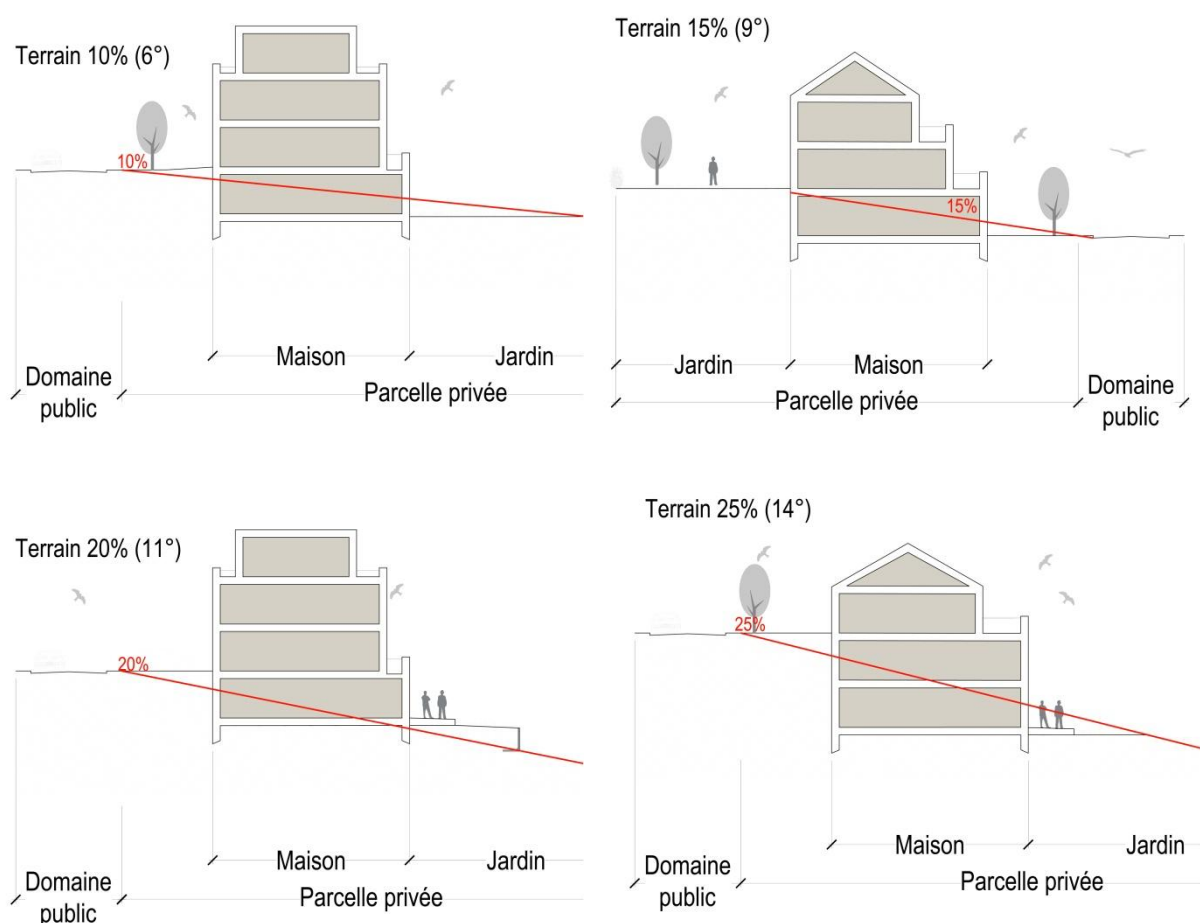 Terrain 10% (6°)
10%
Maison
Jardin
Domaine
public
Parcelle privée
Terrain 15% (9°)
15%
Jardin
Maison
Parcelle privée
Domaine
public
Terrain 20% (11°)
20%
Maison
Jardin
Domaine
public
Parcelle privée
Terrain 25% (14°)
25%
Maison
Jardin
Domaine
public
Parcelle privée